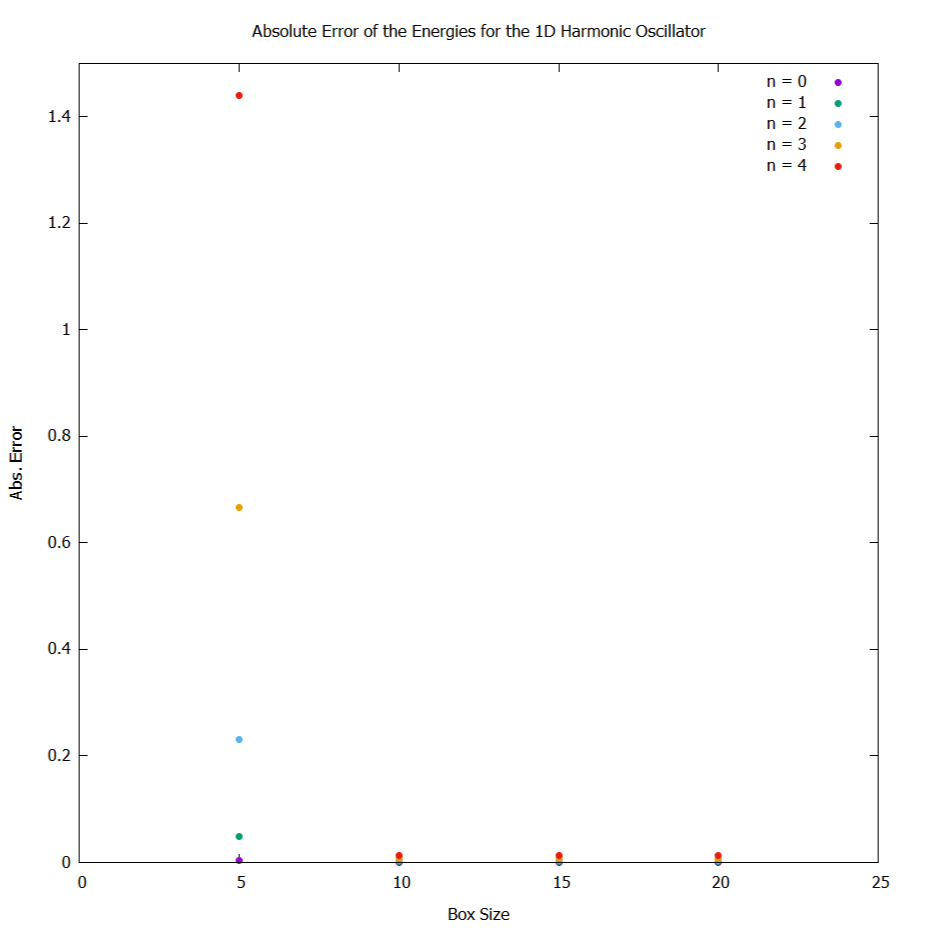 Absolute Error of the Energies for the 1D Harmonic Oscillator
n = 0
n = 1
n = 2
n = 3
n = 4
1.4
1.2
1
0.8
0.6
0.4
0.2
0
Abs. Error
0 5 10 15 20 25
Box Size